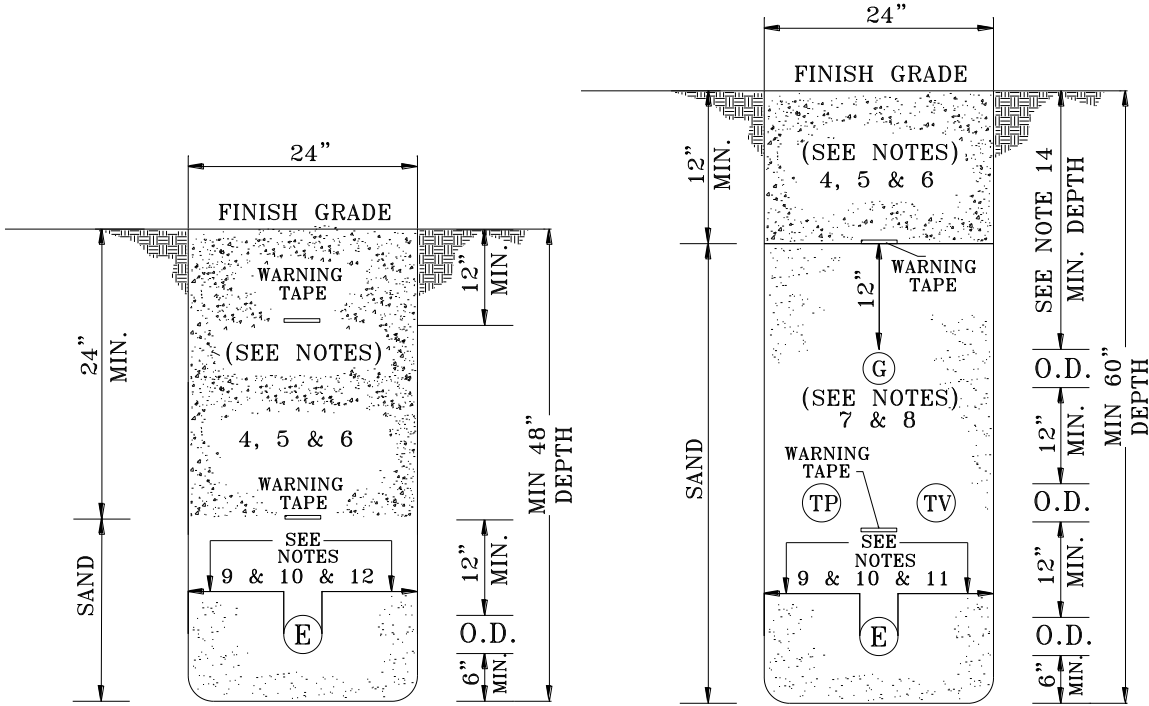 24"
FINISH GRADE
WARNING
TAPE
12"
MIN.
24"
MIN.
(SEE NOTES)
4, 5 & 6
WARNING
TAPE
MIN 48"
DEPTH
SAND
SEE
NOTES
9 & 10 & 12
12"
MIN.
E
O.D.
6"
MIN.
24"
FINISH GRADE
12"
MIN.
(SEE NOTES)
4, 5 & 6
WARNING
TAPE
12"
SEE NOTE 14
MIN. DEPTH
G
O.D.
(SEE NOTES)
7 & 8
12"
MIN.
MIN 60"
DEPTH
SAND
WARNING
TAPE
TP
TV
O.D.
SEE
NOTES
9 & 10 & 11
12"
MIN.
E
O.D.
6"
MIN.